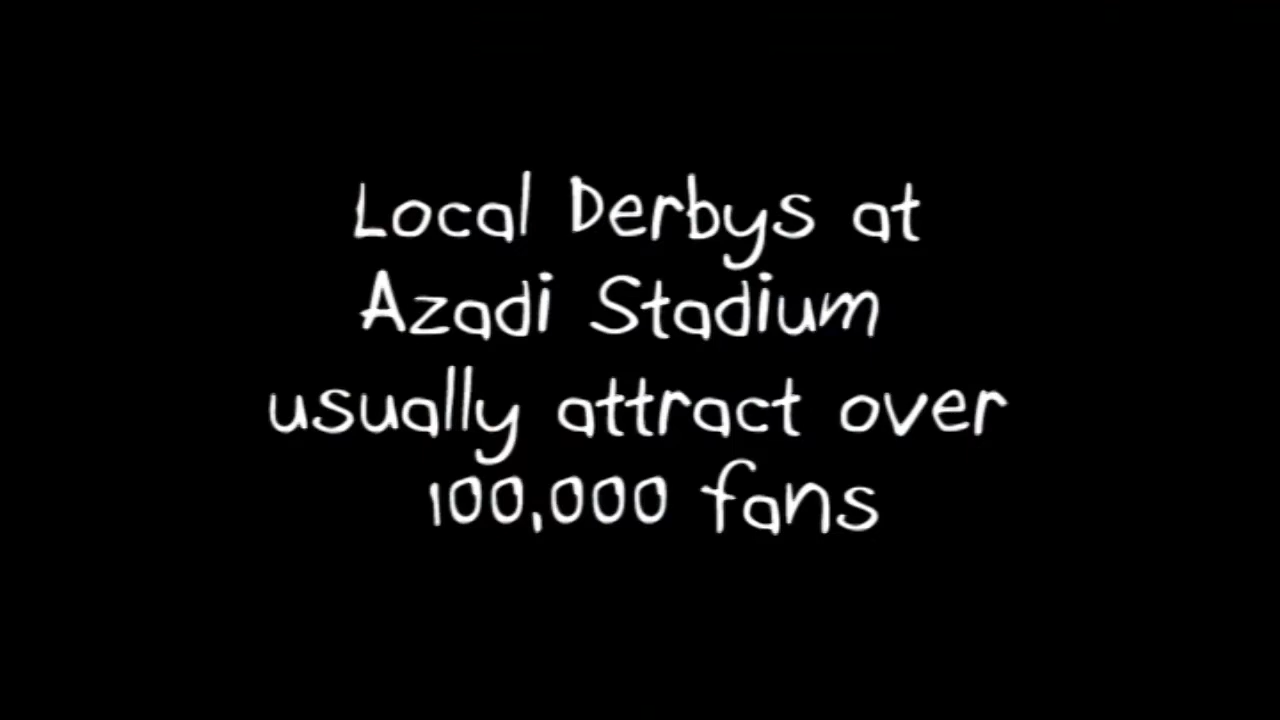 Local Derbys at
Azadi Stadium
usually attract over
100,000 fans